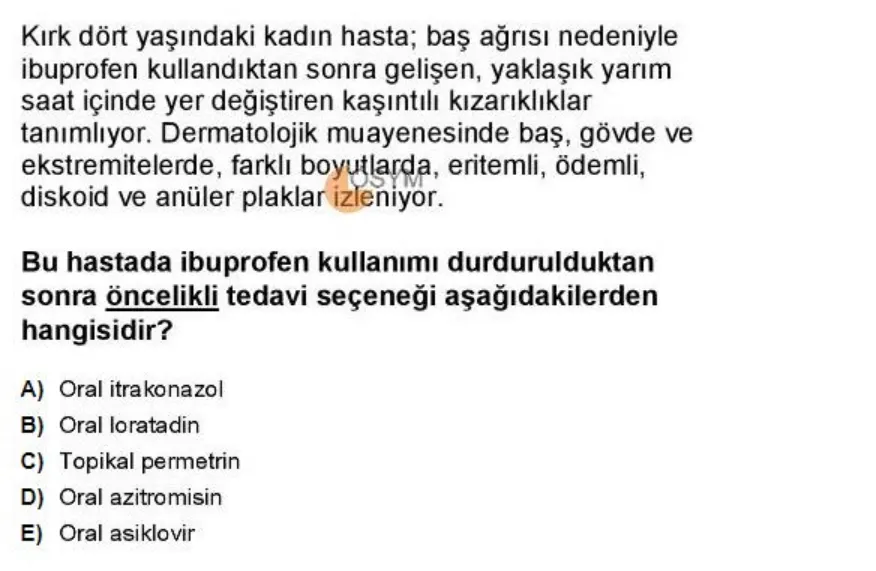 Kırk dört yaşındaki kadın hasta; baş ağrısı nedeniyle
ibuprofen kullandıktan sonra gelişen, yaklaşık yarım
saat içinde yer değiştiren kaşıntılı kızarıklıklar
tanımlıyor. Dermatolojik muayenesinde baş, gövde ve
ekstremitelerde, farklı boyutlarda, eritemli, ödemli,
ÖSYM
diskoid ve anüler plaklar izleniyor.
Bu hastada ibuprofen kullanımı durdurulduktan
sonra öncelikli tedavi seçeneği aşağıdakilerden
hangisidir?
A) Oral itrakonazol
B) Oral loratadin
C) Topikal permetrin
D) Oral azitromisin
E) Oral asiklovir